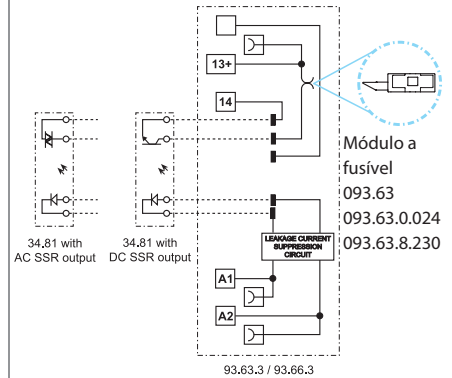 13+
14
Módulo a
fusível
093.63
093.63.0.024
093.63.8.230
34.81 with
AC SSR output
34.81 with
DC SSR output
LEAKAGE CURRENT
SUPPRESSION
CIRCUIT
A1
A2
93.63.3 / 93.66.3